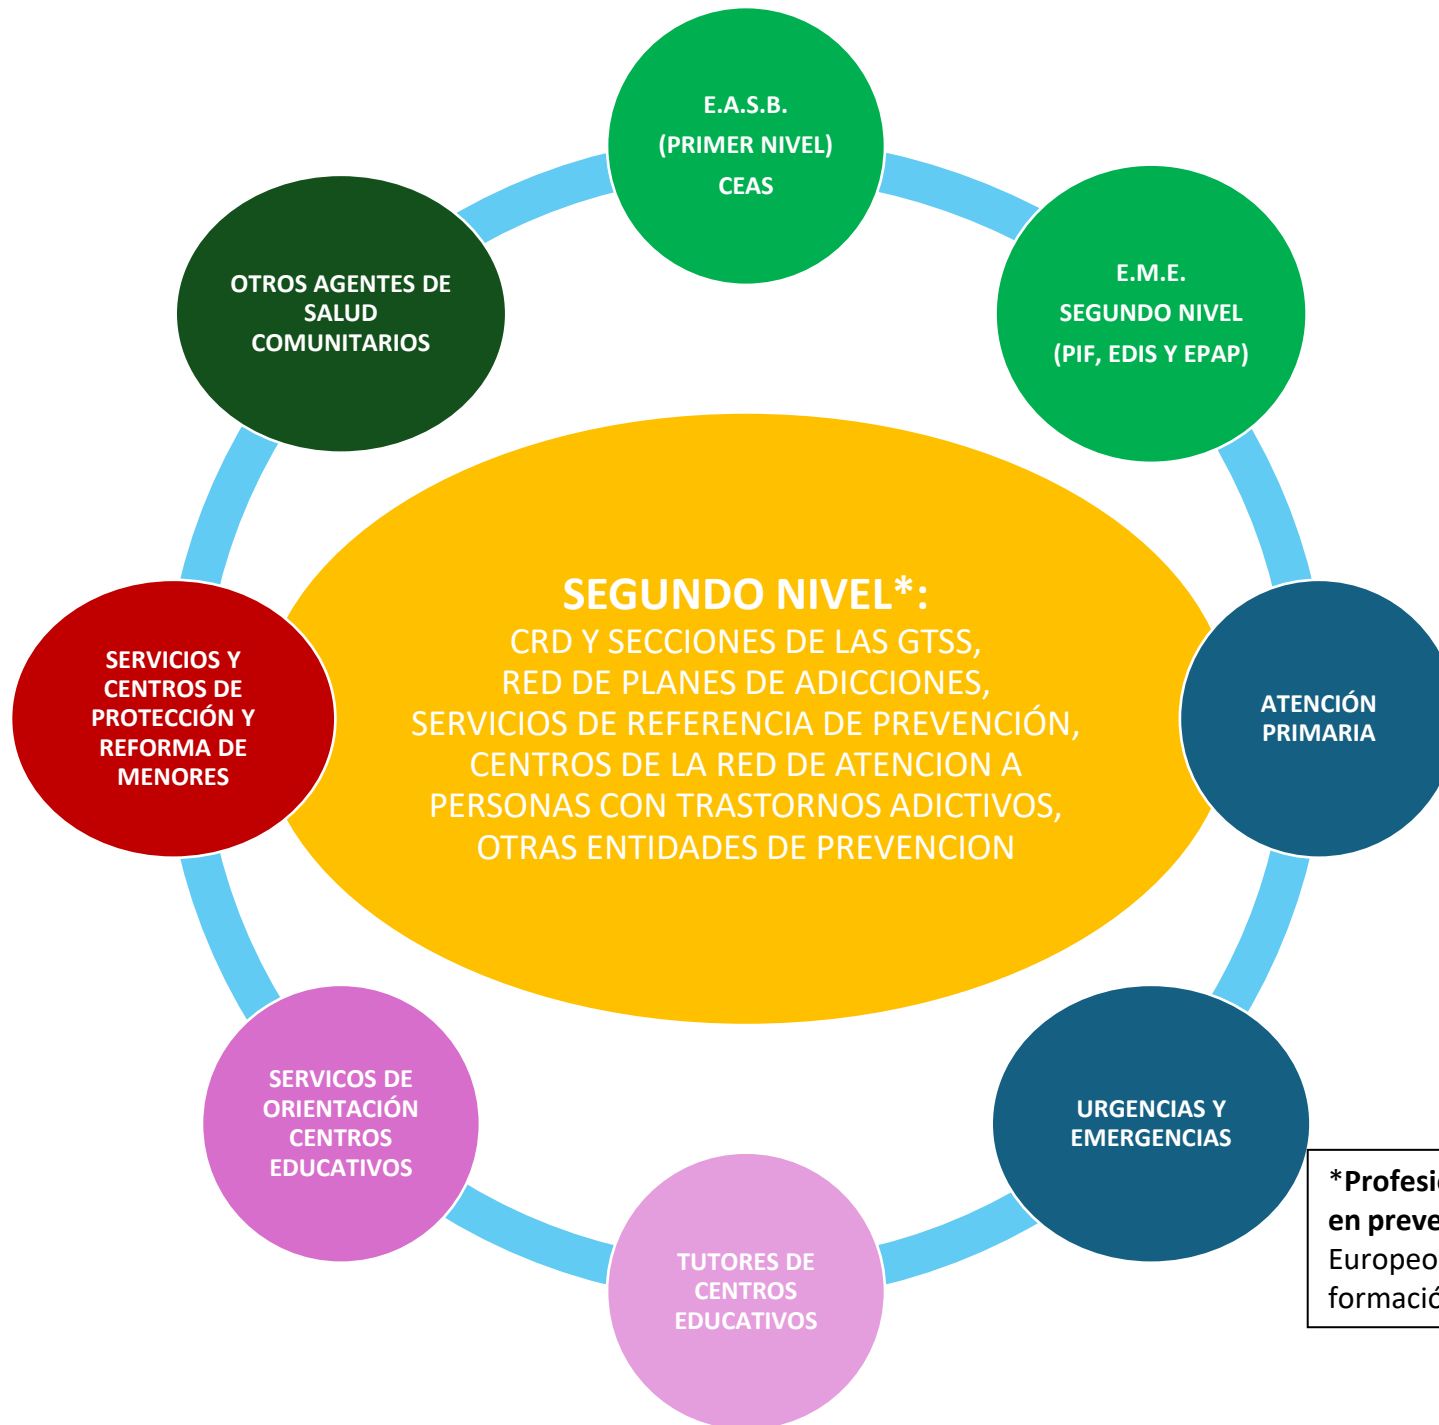 E.A.S.B.
(PRIMER NIVEL)
CEAS
E.M.E.
SEGUNDO NIVEL
(PIF, EDIS Y EPAP)
OTROS AGENTES DE
SALUD
COMUNITARIOS
SEGUNDO NIVEL*:
CRD Y SECCIONES DE LAS GTSS,
RED DE PLANES DE ADICCIONES,
SERVICIOS DE REFERENCIA DE PREVENCIÓN,
CENTROS DE LA RED DE ATENCION A
PERSONAS CON TRASTORNOS ADICTIVOS,
OTRAS ENTIDADES DE PREVENCION
SERVICIOS Y
CENTROS DE
PROTECCIÓN Y
REFORMA DE
MENORES
ATENCIÓN
PRIMARIA
SERVICOS DE
ORIENTACIÓN
CENTROS
EDUCATIVOS
URGENCIAS Y
EMERGENCIAS
TUTORES DE
CENTROS
EDUCATIVOS
en
Europeo